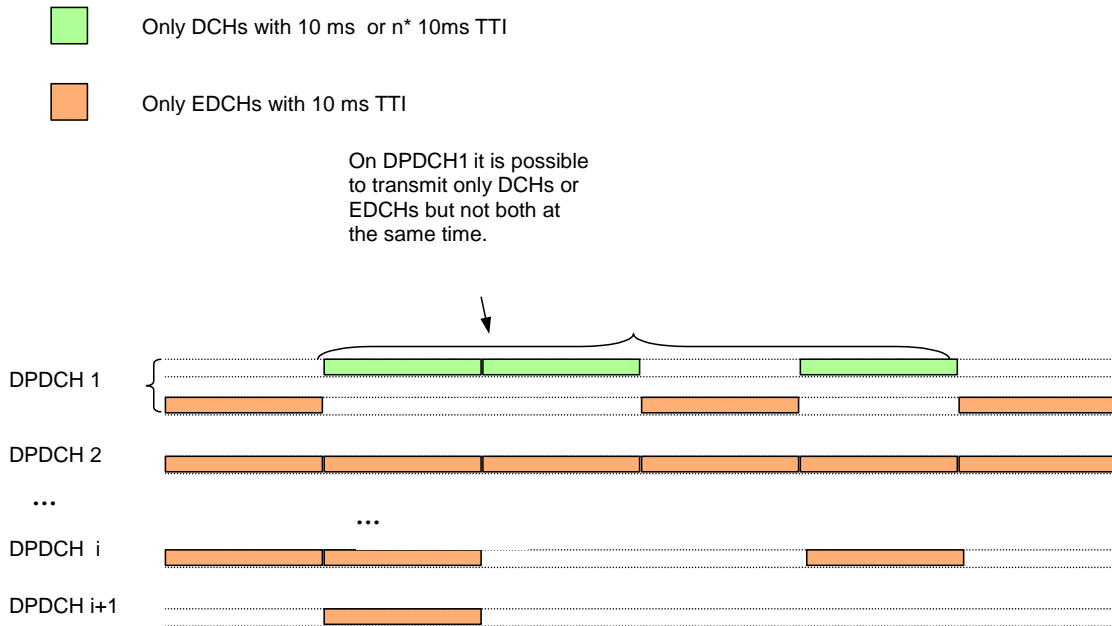 Only DCHs with 10 ms or n* 10ms TTI
Only EDCHs with 10 ms TTI
On DPDCH1 it is possible
to transmit only DCHs or
EDCHs but not both at
the same time.
DPDCH 1
DPDCH 2
...
...
DPDCH i
DPDCH i+1